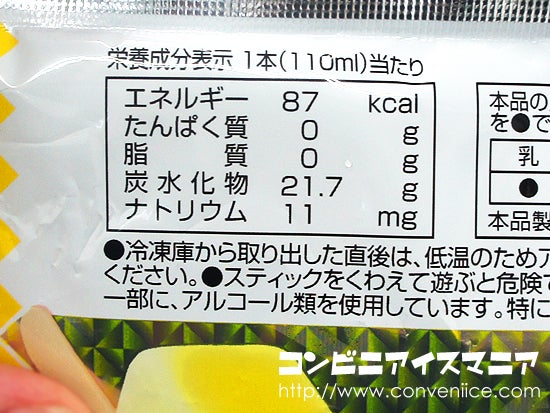 栄養成分表示 1本(110ml)当たり
エネルギー 87 kcal
たんぱく質 0 g
脂質 0 g
炭水化物 21.7 g
ナトリウム 11 mg
本品の
を●で
乳
●
本品製
●冷凍庫から取り出した直後は、低温のためア
ください。●スティックをくわえて遊ぶと危険で
一部に、アルコール類を使用しています。特に
コンビニアイスマニア
http://www.conveniice.com/